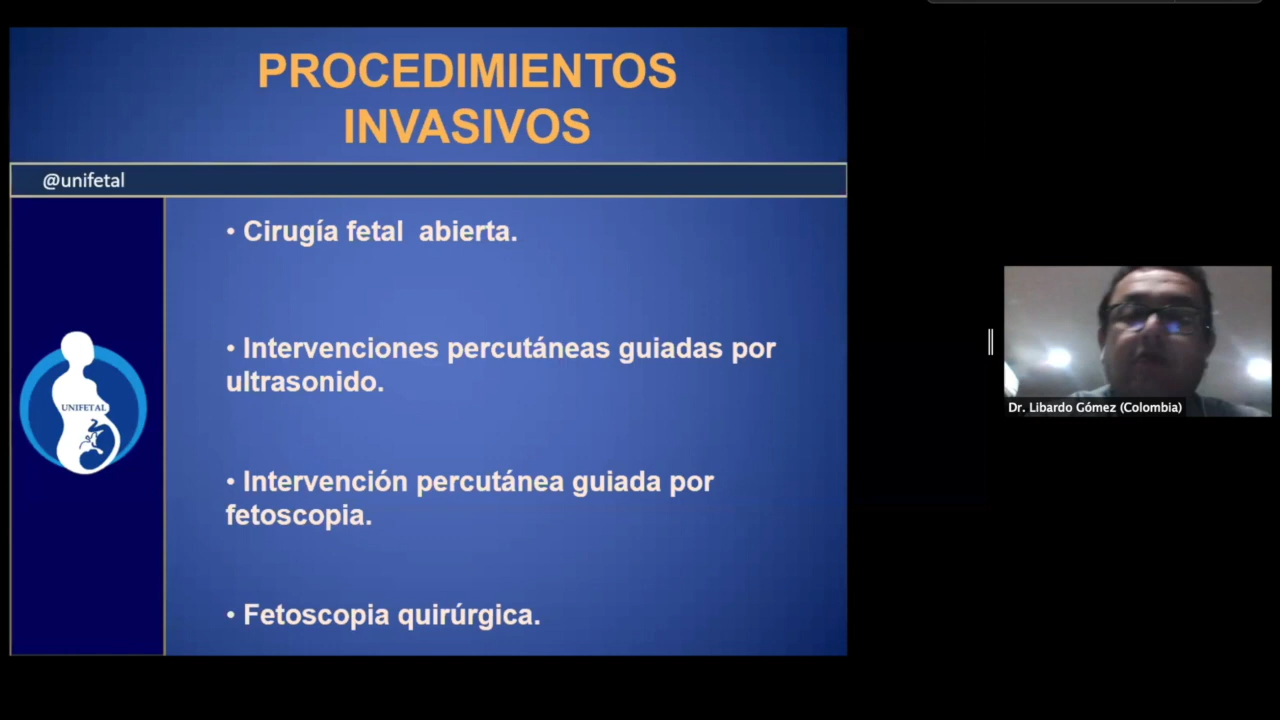 PROCEDIMIENTOS
INVASIVOS
@unifetal
• Cirugía fetal  abierta.
• Intervenciones percutáneas guiadas por
ultrasonido.
• Intervención percutánea guiada por
fetoscopia.
• Fetoscopia quirúrgica.
UNIFETAL
Dr. Libardo Gómez (Colombia)